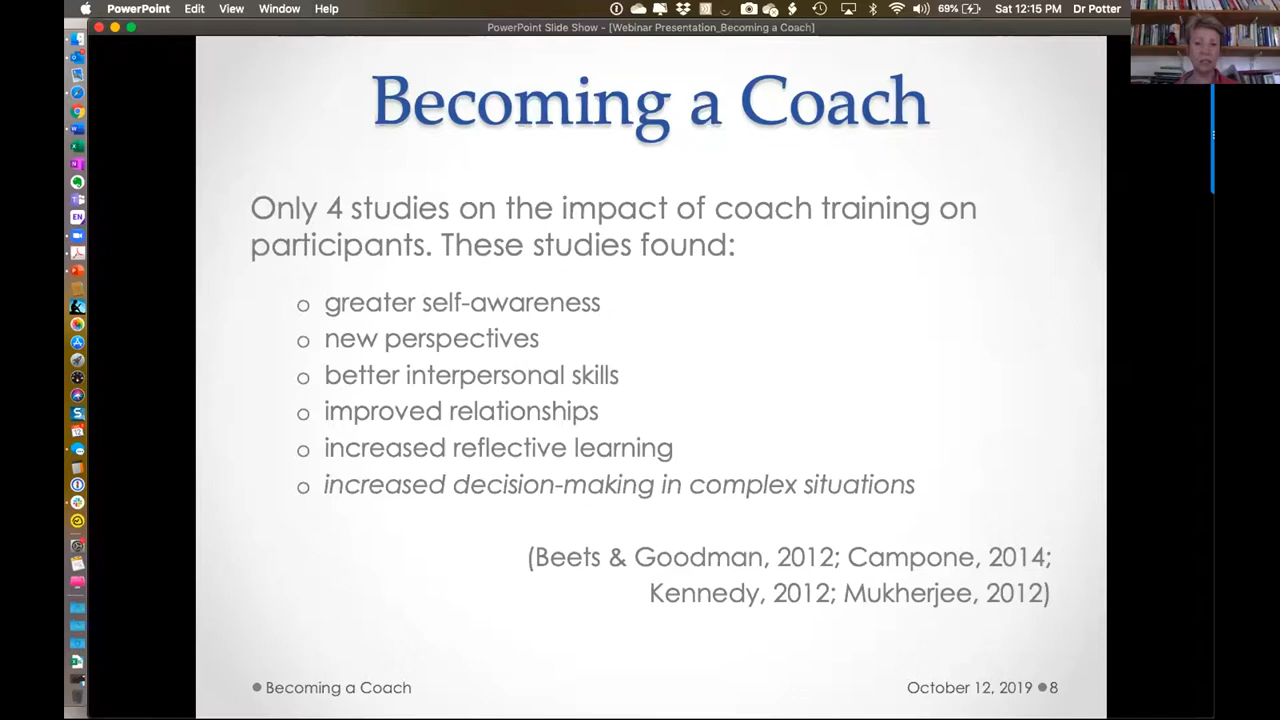 PowerPoint Edit View Window Help 69% Sat 12:15 PM Dr Potter
PowerPoint Slide Show - [Webinar Presentation_Becoming a Coach]
Becoming a Coach
Only 4 studies on the impact of coach training on
participants. These studies found:
o greater self-awareness
o new perspectives
o better interpersonal skills
o improved relationships
o increased reflective learning
o increased decision-making in complex situations
(Beets & Goodman, 2012; Campone, 2014;
Kennedy, 2012; Mukherjee, 2012)
Becoming a Coach October 12, 2019 8